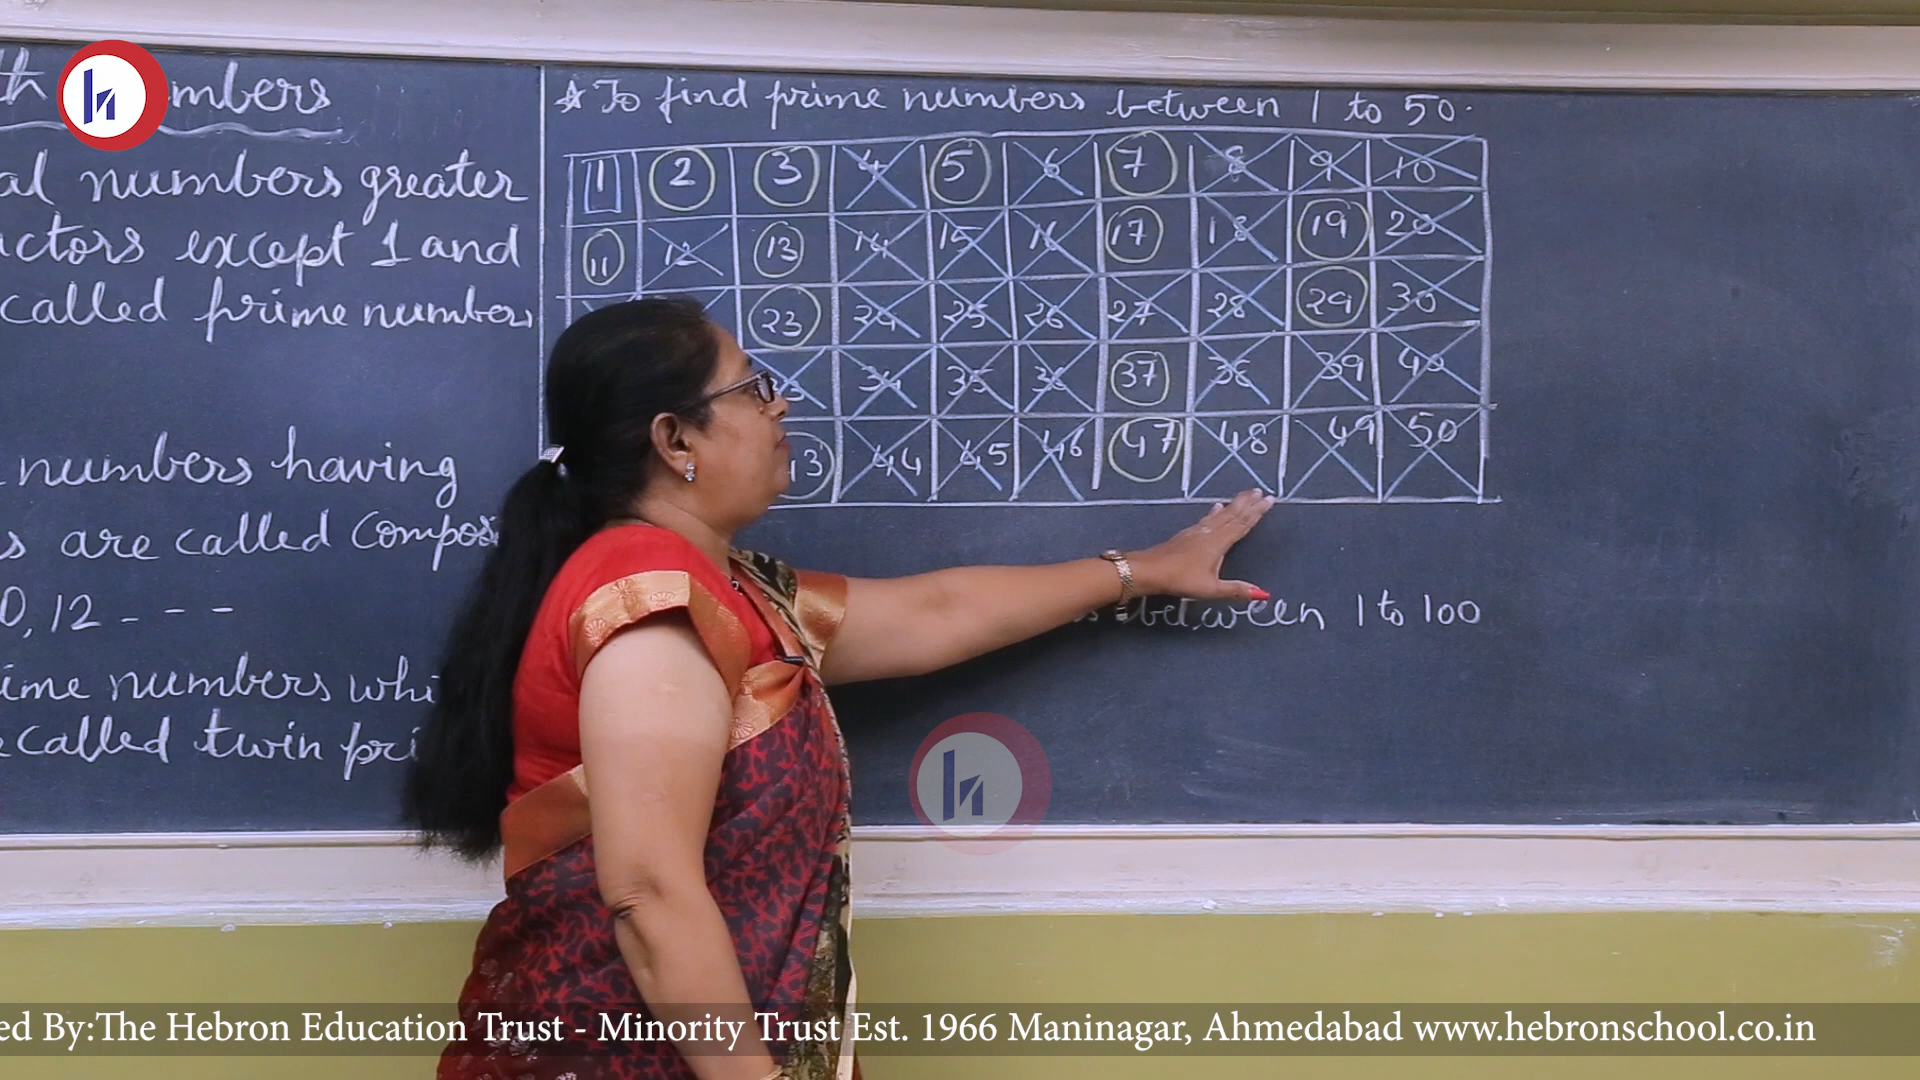 th mbers
al numbers greater
actors except 1 and
called prime number
numbers having
s are called Compos
0, 12 - - -
ime numbers whi
e called twin pri
☆ To find prime numbers between 1 to 50.
1 2 3 4 5 6 7 8 9 10
11 12 13 14 15 16 17 18 19 20
23 24 25 26 27 28 29 30
34 35 36 37 38 39 40
44 45 46 47 48 49 50
between 1 to 100
ed By:The Hebron Education Trust - Minority Trust Est. 1966 Maninagar, Ahmedabad www.hebronschool.co.in